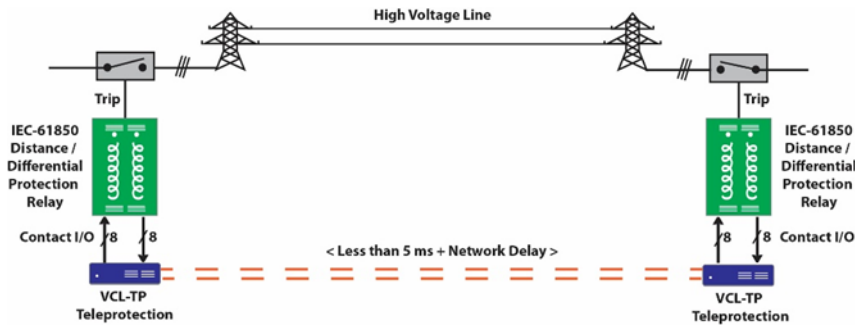 High Voltage Line
Trip
Trip
IEC-61850
Distance /
Differential
Protection
Relay
IEC-61850
Distance /
Differential
Protection
Relay
Contact I/O
8
8
< Less than 5 ms + Network Delay >
8
8
Contact I/O
VCL-TP
Teleprotection
VCL-TP
Teleprotection